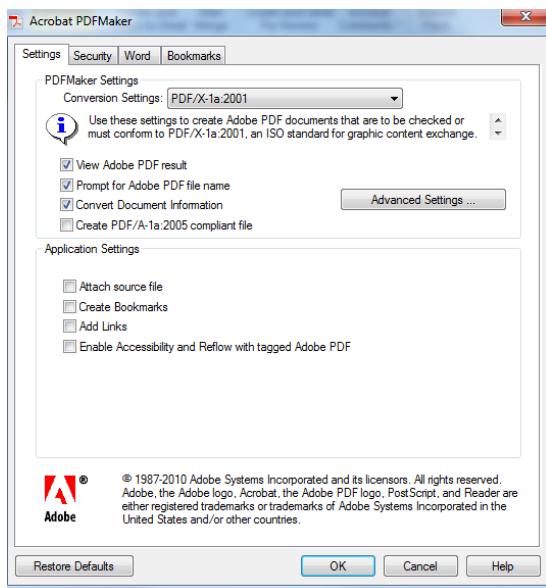 Acrobat PDFMaker
Settings Security Word Bookmarks
PDFMaker Settings
Conversion Settings: PDF/X-1a:2001
Use these settings to create Adobe PDF documents that are to be checked or
must conform to PDF/X-1a:2001, an ISO standard for graphic content exchange.
View Adobe PDF result
Prompt for Adobe PDF file name
Convert Document Information
Advanced Settings ...
Create PDF/A-1a:2005 compliant file
Application Settings
Attach source file
Create Bookmarks
Add Links
Enable Accessibility and Reflow with tagged Adobe PDF
® © 1987-2010 Adobe Systems Incorporated and its licensors. All rights reserved.
Adobe, the Adobe logo, Acrobat, the Adobe PDF logo, PostScript, and Reader are
either registered trademarks or trademarks of Adobe Systems Incorporated in the
Adobe United States and/or other countries.
Restore Defaults OK Cancel Help